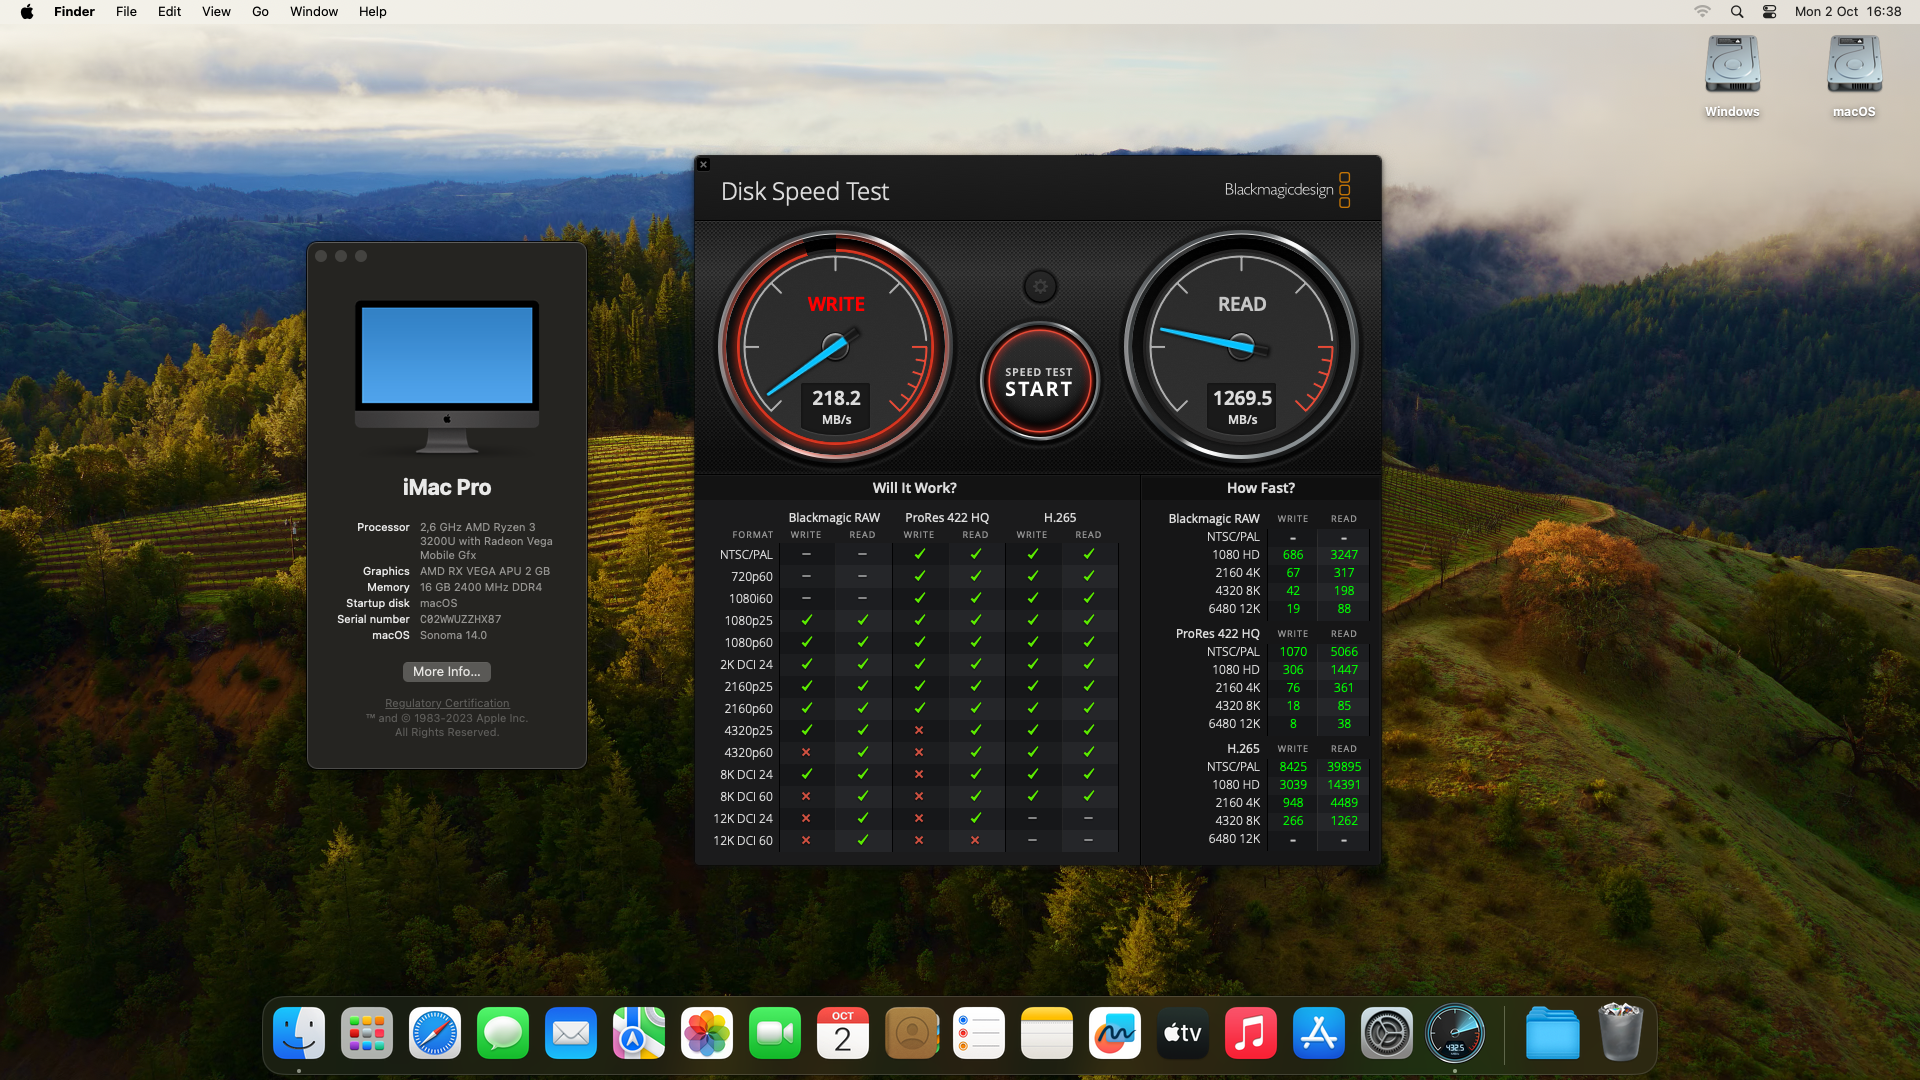 Finder File Edit View Go Window Help
Mon 2 Oct 16:38
Windows
macOS
iMac Pro
Processor 2,6 GHz AMD Ryzen 3
3200U with Radeon Vega
Mobile Gfx
Graphics AMD RX VEGA APU 2 GB
Memory 16 GB 2400 MHz DDR4
Startup disk macOS
Serial number C02WWUZZHX87
macOS Sonoma 14.0
More Info...
Regulatory Certification
™ and © 1983-2023 Apple Inc.
All Rights Reserved.
Disk Speed Test
Blackmagicdesign
WRITE
218.2
MB/s
SPEED TEST
START
READ
1269.5
MB/s
Will It Work?
Blackmagic RAW ProRes 422 HQ H.265
FORMAT WRITE READ WRITE READ WRITE READ
NTSC/PAL – – ✓ ✓ ✓ ✓
720p60 – – ✓ ✓ ✓ ✓
1080i60 – – ✓ ✓ ✓ ✓
1080p25 ✓ ✓ ✓ ✓ ✓ ✓
1080p60 ✓ ✓ ✓ ✓ ✓ ✓
2K DCI 24 ✓ ✓ ✓ ✓ ✓ ✓
2160p25 ✓ ✓ ✓ ✓ ✓ ✓
2160p60 ✓ ✓ ✓ ✓ ✓ ✓
4320p25 ✓ ✓ × ✓ ✓ ✓
4320p60 × ✓ × ✓ ✓ ✓
8K DCI 24 ✓ ✓ × ✓ ✓ ✓
8K DCI 60 × ✓ × ✓ ✓ ✓
12K DCI 24 × ✓ × ✓ – –
12K DCI 60 × ✓ × × – –
How Fast?
Blackmagic RAW WRITE READ
NTSC/PAL - -
1080 HD 686 3247
2160 4K 67 317
4320 8K 42 198
6480 12K 19 88
ProRes 422 HQ WRITE READ
NTSC/PAL 1070 5066
1080 HD 306 1447
2160 4K 76 361
4320 8K 18 85
6480 12K 8 38
H.265 WRITE READ
NTSC/PAL 8425 39895
1080 HD 3039 14391
2160 4K 948 4489
4320 8K 266 1262
6480 12K - -
OCT
2
tv
432.5